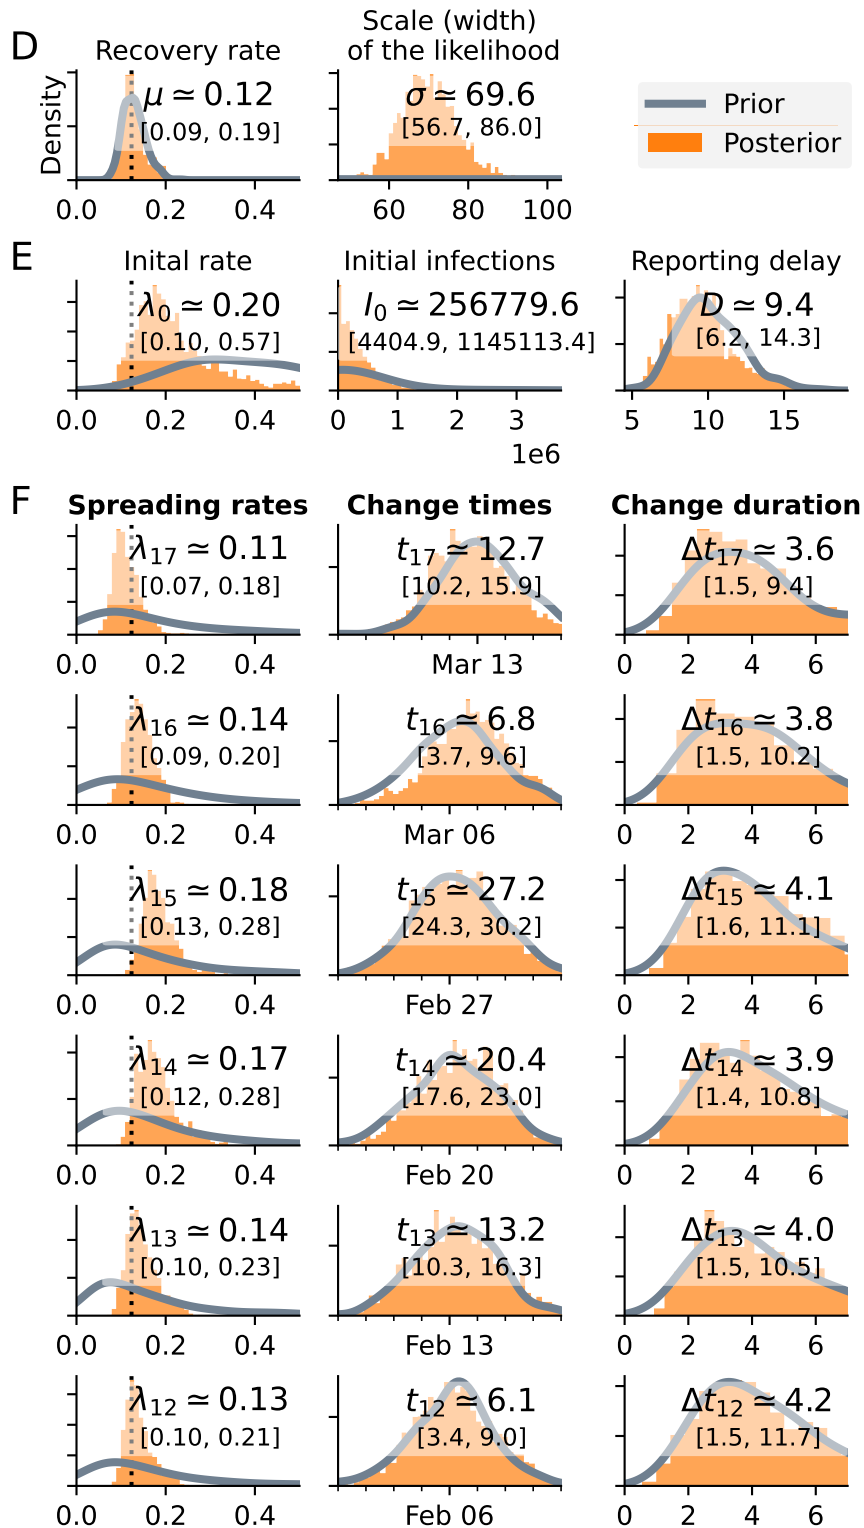 D
Recovery rate
Scale (width)
of the likelihood
Density
μ ≃ 0.12
[0.09, 0.19]
σ ≃ 69.6
[56.7, 86.0]
Prior
Posterior
0.0 0.2 0.4
60 80 100
E
Inital rate
Initial infections
Reporting delay
λ0 ≃ 0.20
[0.10, 0.57]
I0 ≃ 256779.6
[4404.9, 1145113.4]
D ≃ 9.4
[6.2, 14.3]
0.0 0.2 0.4
0 1 2 3
1e6
5 10 15
F
Spreading rates
Change times
Change duration
λ17 ≃ 0.11
[0.07, 0.18]
t17 ≃ 12.7
[10.2, 15.9]
Δt17 ≃ 3.6
[1.5, 9.4]
0.0 0.2 0.4
Mar 13
0 2 4 6
λ16 ≃ 0.14
[0.09, 0.20]
t16 ≃ 6.8
[3.7, 9.6]
Δt16 ≃ 3.8
[1.5, 10.2]
0.0 0.2 0.4
Mar 06
0 2 4 6
λ15 ≃ 0.18
[0.13, 0.28]
t15 ≃ 27.2
[24.3, 30.2]
Δt15 ≃ 4.1
[1.6, 11.1]
0.0 0.2 0.4
Feb 27
0 2 4 6
λ14 ≃ 0.17
[0.12, 0.28]
t14 ≃ 20.4
[17.6, 23.0]
Δt14 ≃ 3.9
[1.4, 10.8]
0.0 0.2 0.4
Feb 20
0 2 4 6
λ13 ≃ 0.14
[0.10, 0.23]
t13 ≃ 13.2
[10.3, 16.3]
Δt13 ≃ 4.0
[1.5, 10.5]
0.0 0.2 0.4
Feb 13
0 2 4 6
λ12 ≃ 0.13
[0.10, 0.21]
t12 ≃ 6.1
[3.4, 9.0]
Δt12 ≃ 4.2
[1.5, 11.7]
0.0 0.2 0.4
Feb 06
0 2 4 6